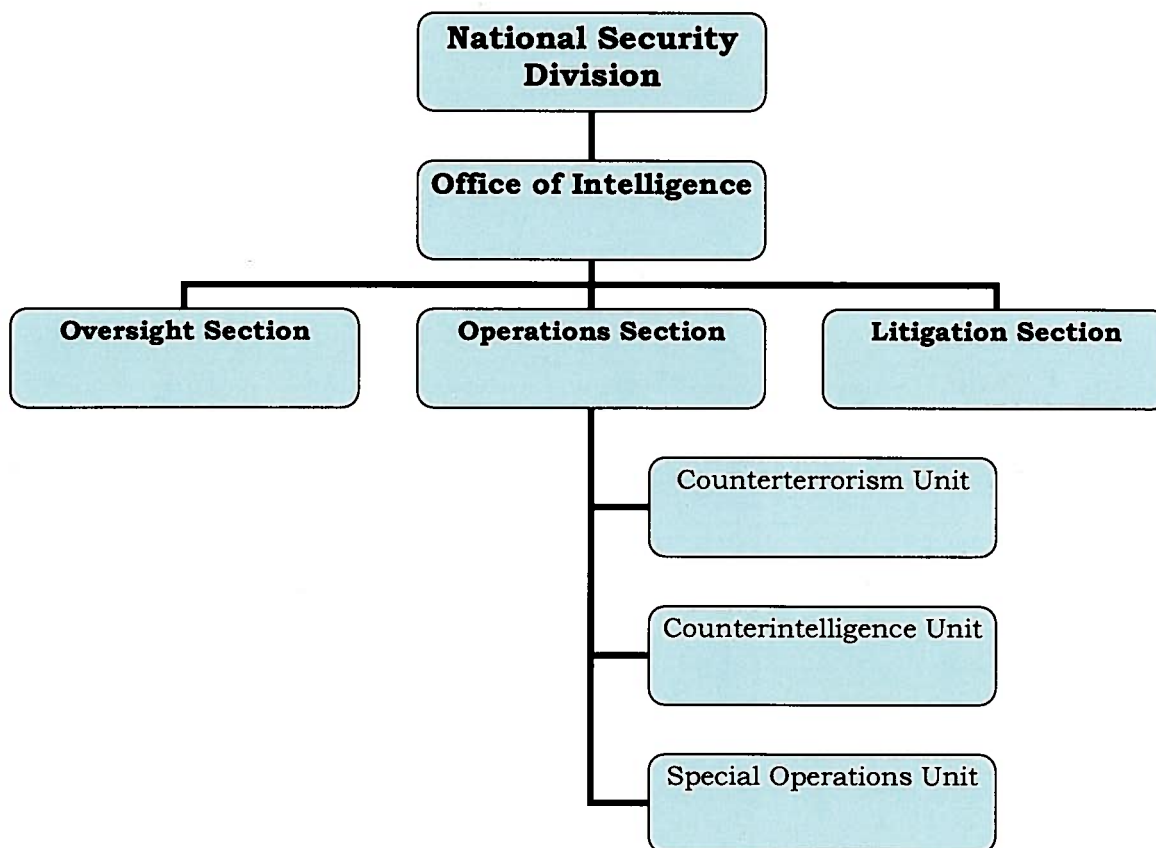 National Security
Division
Office of Intelligence
Oversight Section
Operations Section
Litigation Section
Counterterrorism Unit
Counterintelligence Unit
Special Operations Unit